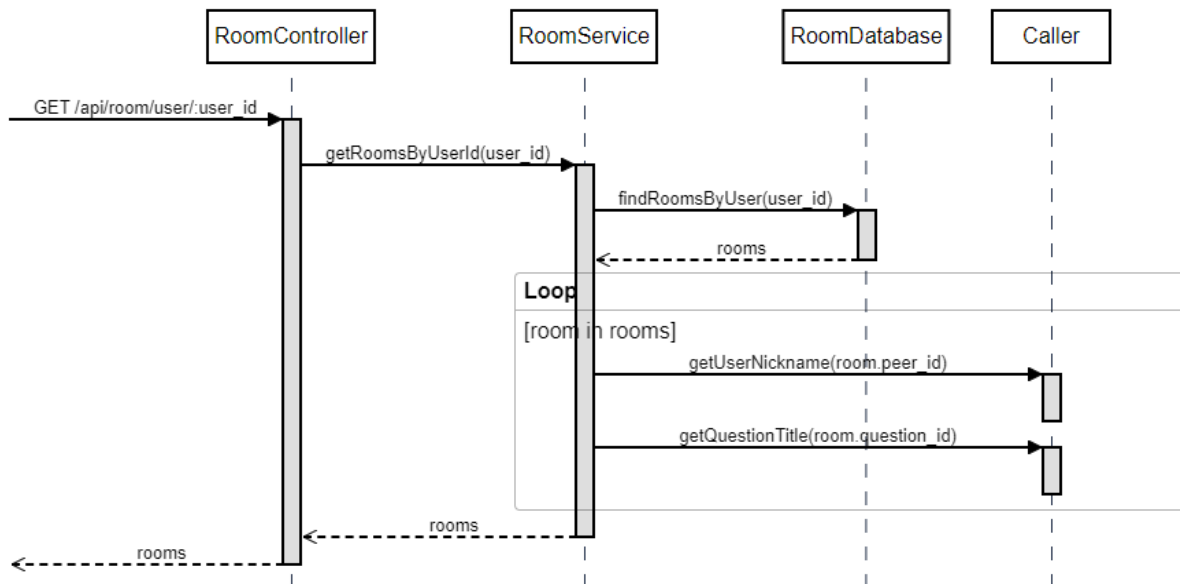 RoomController
RoomService
RoomDatabase
Caller
GET /api/room/user/:user_id
getRoomsByUserId(user_id)
findRoomsByUser(user_id)
rooms
Loop
[room in rooms]
getUserNickname(room.peer_id)
getQuestionTitle(room.question_id)
rooms
rooms